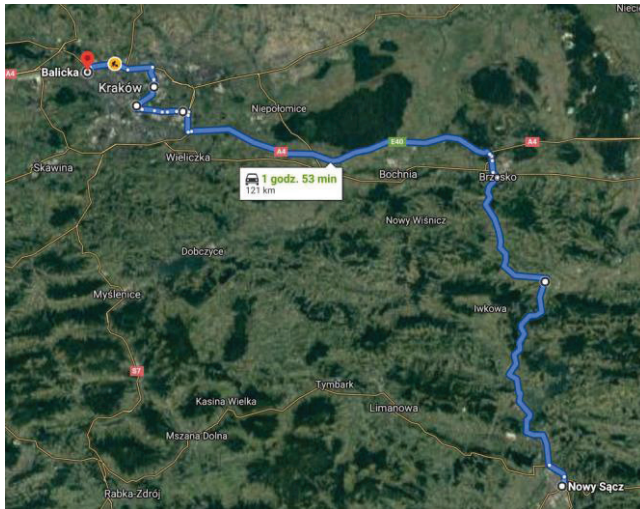 Niecie
Balicka
A4
Kraków
Niepołomice
A4
E40
A4
Skawina
Wieliczka
Bochnia
Brzesko
1 godz. 53 min
121 km
Nowy Wiśnicz
Dobczyce
Myślenice
Iwkowa
S7
Tymbark
Kasina Wielka
Limanowa
Mszana Dolna
Rabka-Zdrój
Nowy Sącz